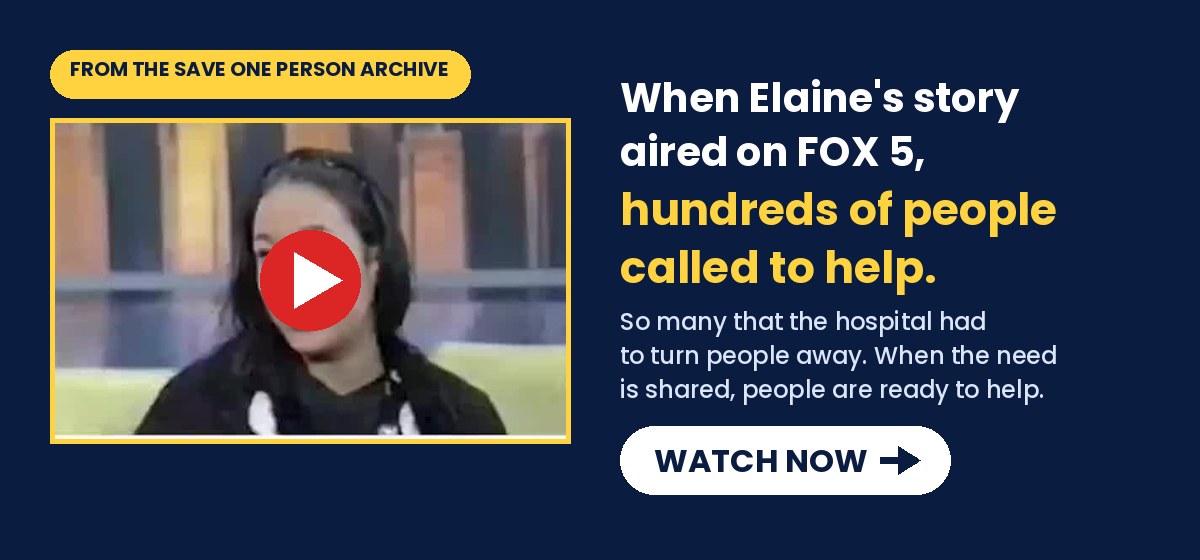 FROM THE SAVE ONE PERSON ARCHIVE
When Elaine's story
aired on FOX 5,
hundreds of people
called to help.
So many that the hospital had
to turn people away. When the need
is shared, people are ready to help.
WATCH NOW